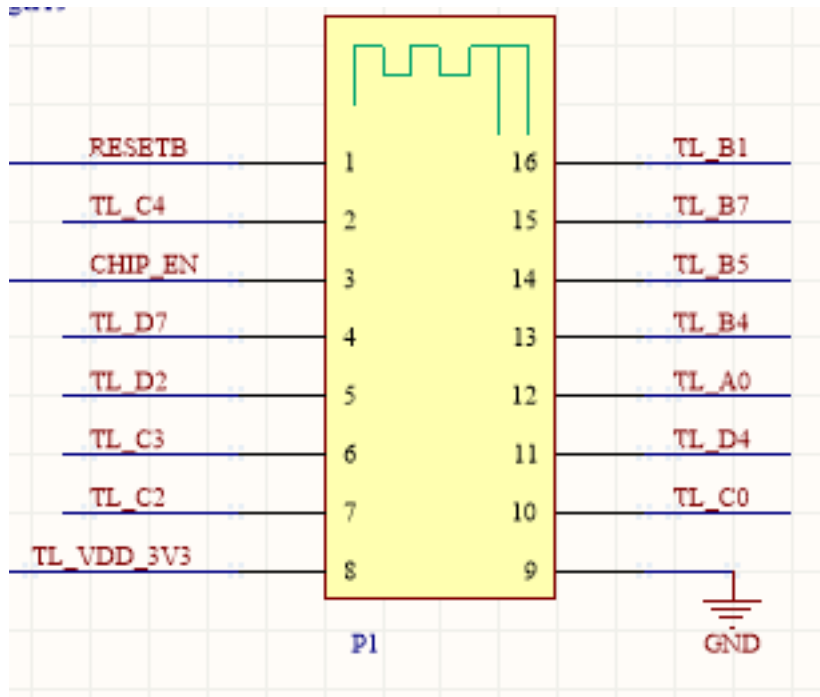 RESETB 1 16 TL_B1
TL_C4 2 15 TL_B7
CHIP_EN 3 14 TL_B5
TL_D7 4 13 TL_B4
TL_D2 5 12 TL_A0
TL_C3 6 11 TL_D4
TL_C2 7 10 TL_C0
TL_VDD_3V3 8 9
P1 GND